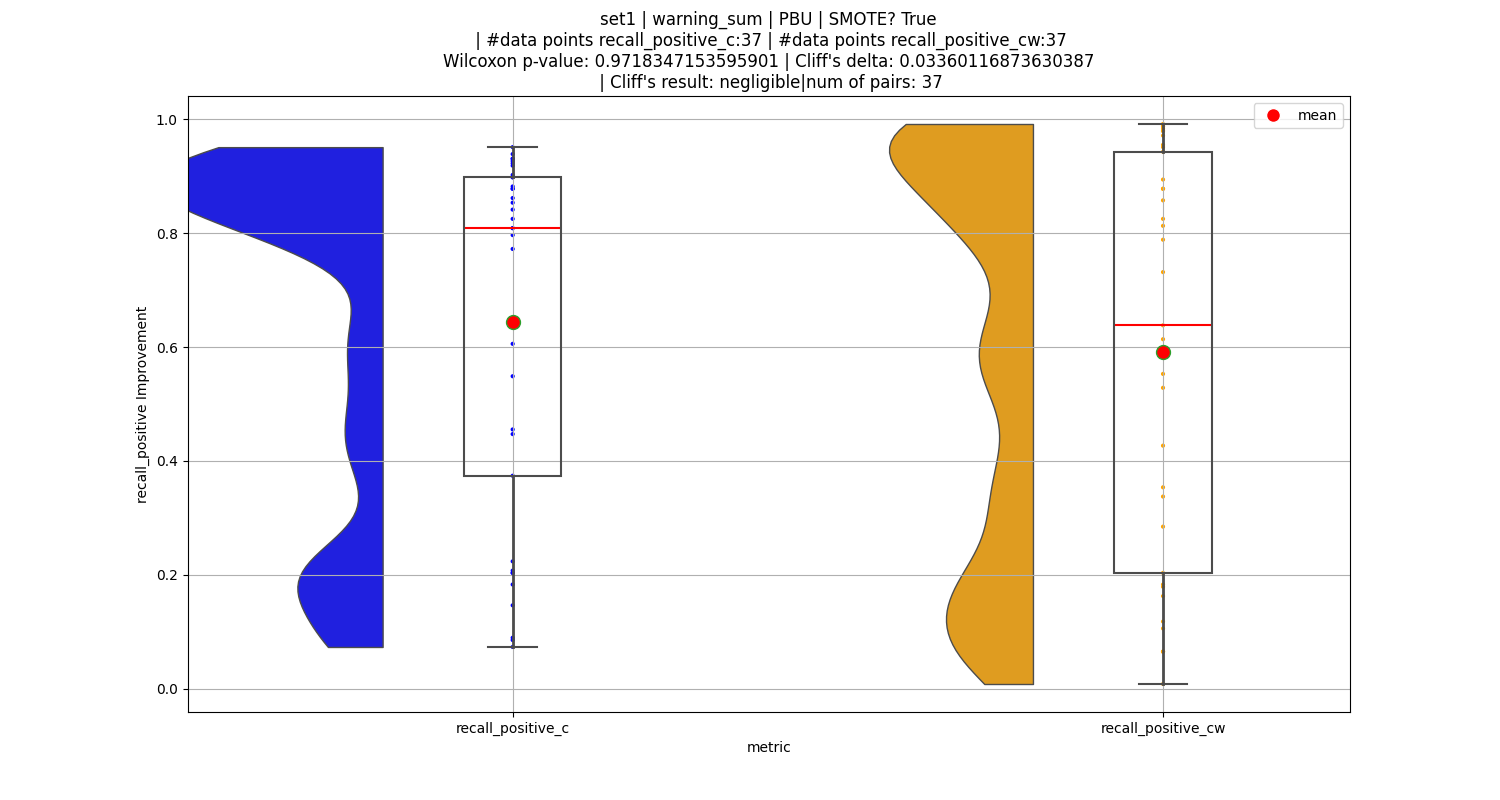 set1 | warning_sum | PBU | SMOTE? True
| #data points recall_positive_c:37 | #data points recall_positive_cw:37
Wilcoxon p-value: 0.9718347153595901 | Cliff's delta: 0.03360116873630387
| Cliff's result: negligible|num of pairs: 37
mean
1.0
0.8
0.6
0.4
0.2
0.0
recall_positive Improvement
recall_positive_c
recall_positive_cw
metric